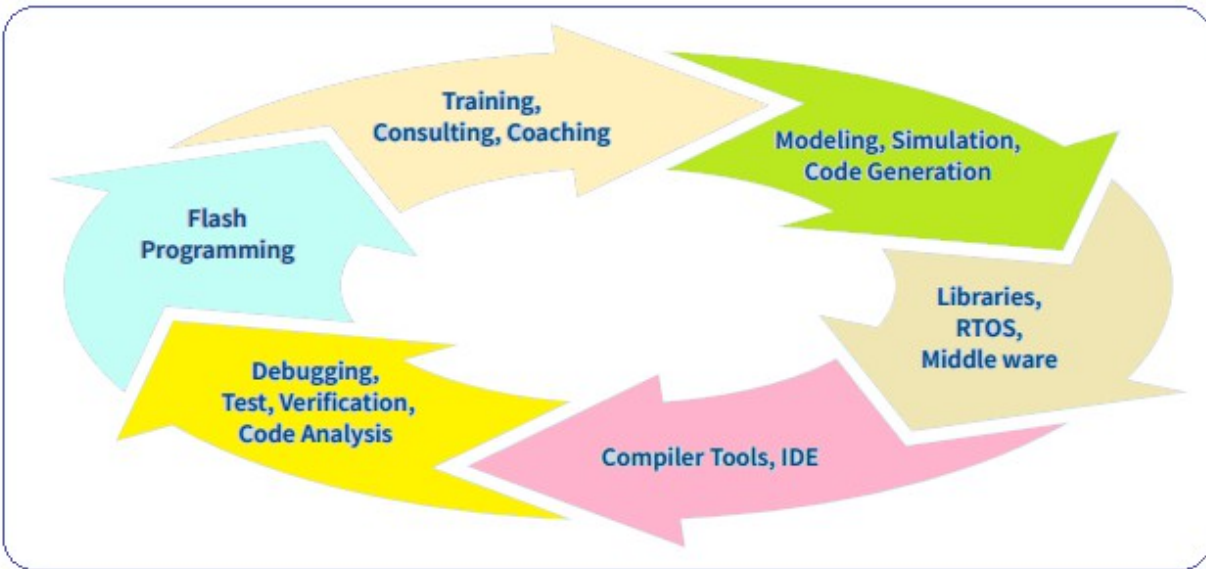 Training,
Consulting, Coaching
Modeling, Simulation,
Code Generation
Libraries,
RTOS,
Middle ware
Compiler Tools, IDE
Debugging,
Test, Verification,
Code Analysis
Flash
Programming